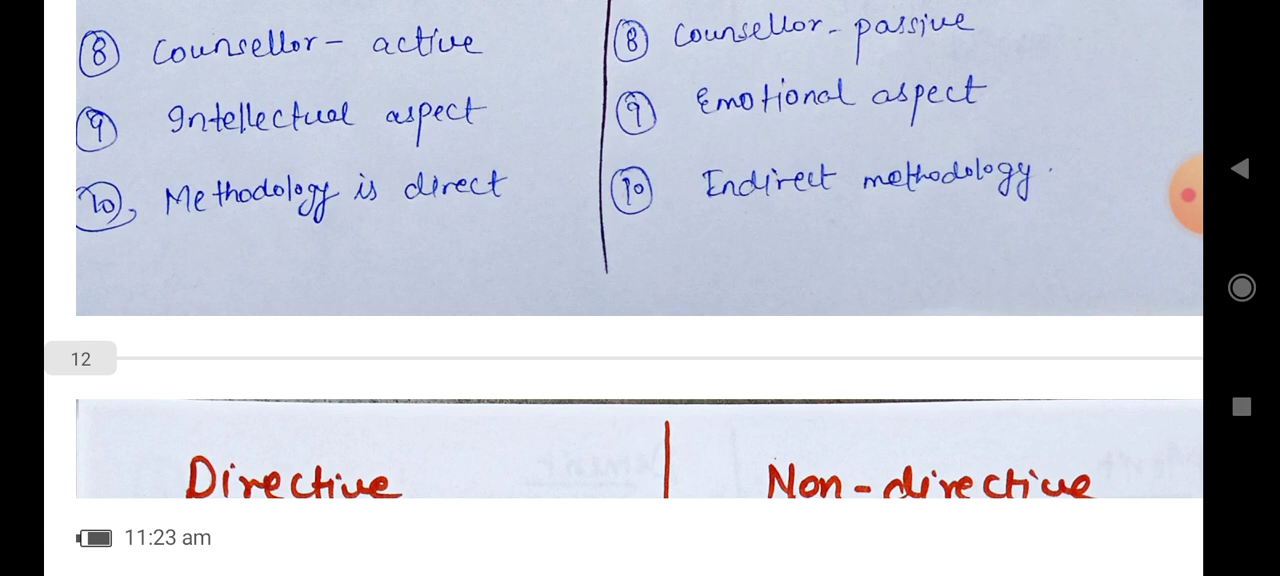 ⑧ Counsellor - active
⑧ Counsellor - passive
⑨ Intellectual aspect
⑨ Emotional aspect
⑩, Methodology is direct
⑩ Indirect methodology.
12
Directive
Non-directive
11:23 am